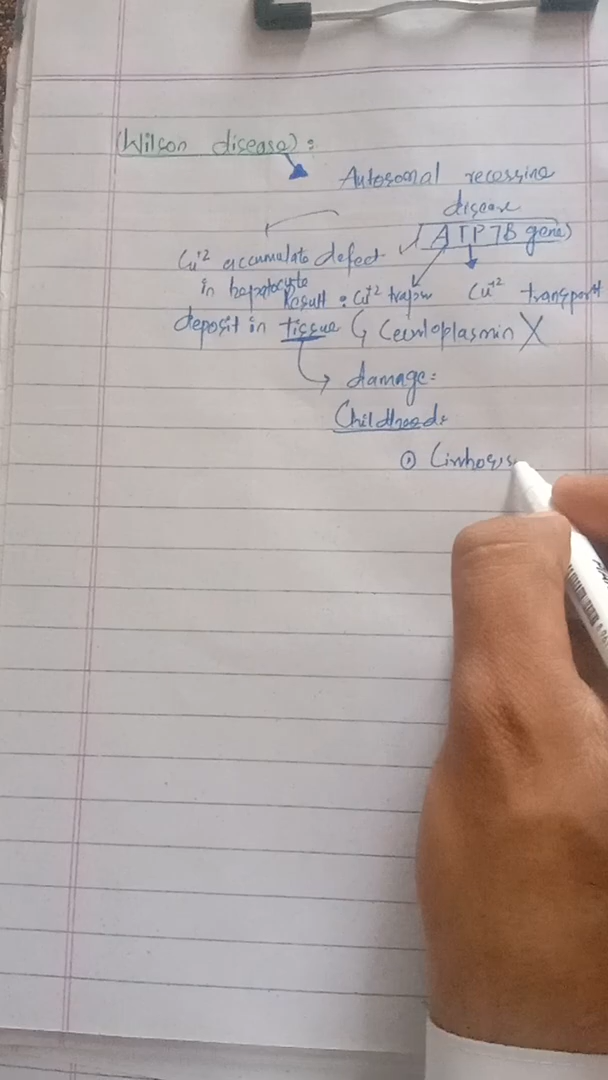 (Wilson disease) :
Autosomal recessive
disease
(ATP7B gene)
Cu+2 accumulate defect
in hepatocyte
Result : Cu+2 transport
Cu+2 transport
deposit in tissue
Ceruloplasmin X
damage:
Childhood:
Cirrhosis